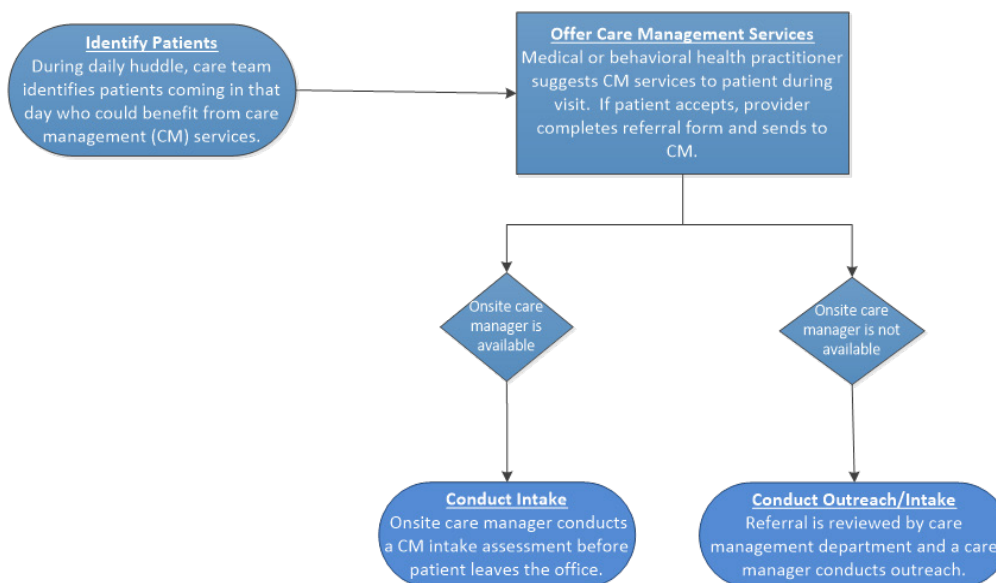 Identify Patients
During daily huddle, care team
identifies patients coming in that
day who could benefit from care
management (CM) services.
Offer Care Management Services
Medical or behavioral health practitioner
suggests CM services to patient during
visit.  If patient accepts, provider
completes referral form and sends to
CM.
Onsite care
manager is
available
Onsite care
manager is not
available
Conduct Intake
Onsite care manager conducts
a CM intake assessment before
patient leaves the office.
Conduct Outreach/Intake
Referral is reviewed by care
management department and a care
manager conducts outreach.